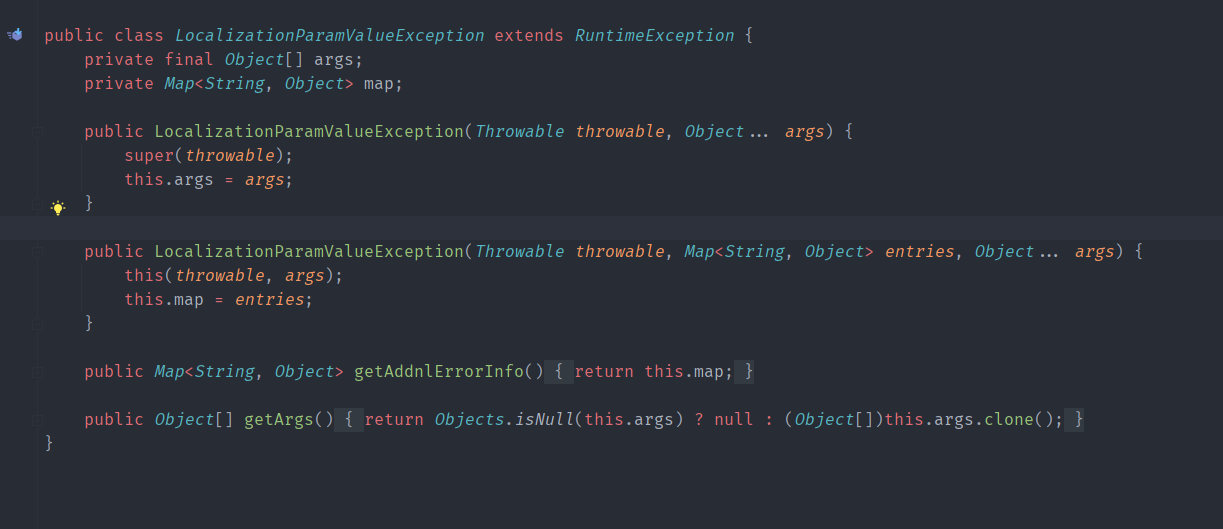 public class LocalizationParamValueException extends RuntimeException {
    private final Object[] args;
    private Map<String, Object> map;
    public LocalizationParamValueException(Throwable throwable, Object... args) {
        super(throwable);
        this.args = args;
    }
    public LocalizationParamValueException(Throwable throwable, Map<String, Object> entries, Object... args) {
        this(throwable, args);
        this.map = entries;
    }
    public Map<String, Object> getAddnlErrorInfo() { return this.map; }
    public Object[] getArgs() { return Objects.isNull(this.args) ? null : (Object[])this.args.clone(); }
}